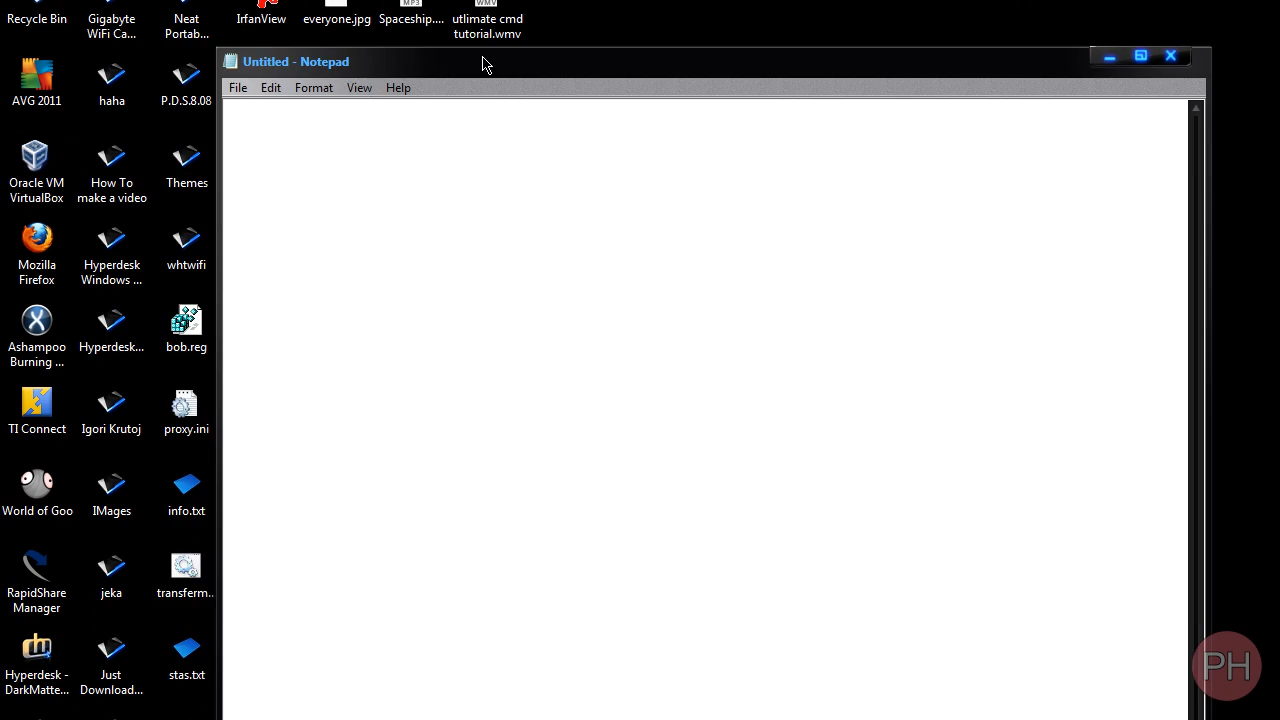 Recycle Bin
Gigabyte
WiFi Ca...
Neat
Portab...
IrfanView
everyone.jpg
Spaceship....
utlimate cmd
tutorial.wmv
MP3
WMV
Untitled - Notepad
File Edit Format View Help
AVG 2011
haha
P.D.S.8.08
Oracle VM
VirtualBox
How To
make a video
Themes
Mozilla
Firefox
Hyperdesk
Windows ...
whtwifi
Ashampoo
Burning ...
Hyperdesk...
bob.reg
TI Connect
Igori Krutoj
proxy.ini
World of Goo
IMages
info.txt
RapidShare
Manager
jeka
transferm...
Hyperdesk -
DarkMatte...
Just
Download...
stas.txt
PH